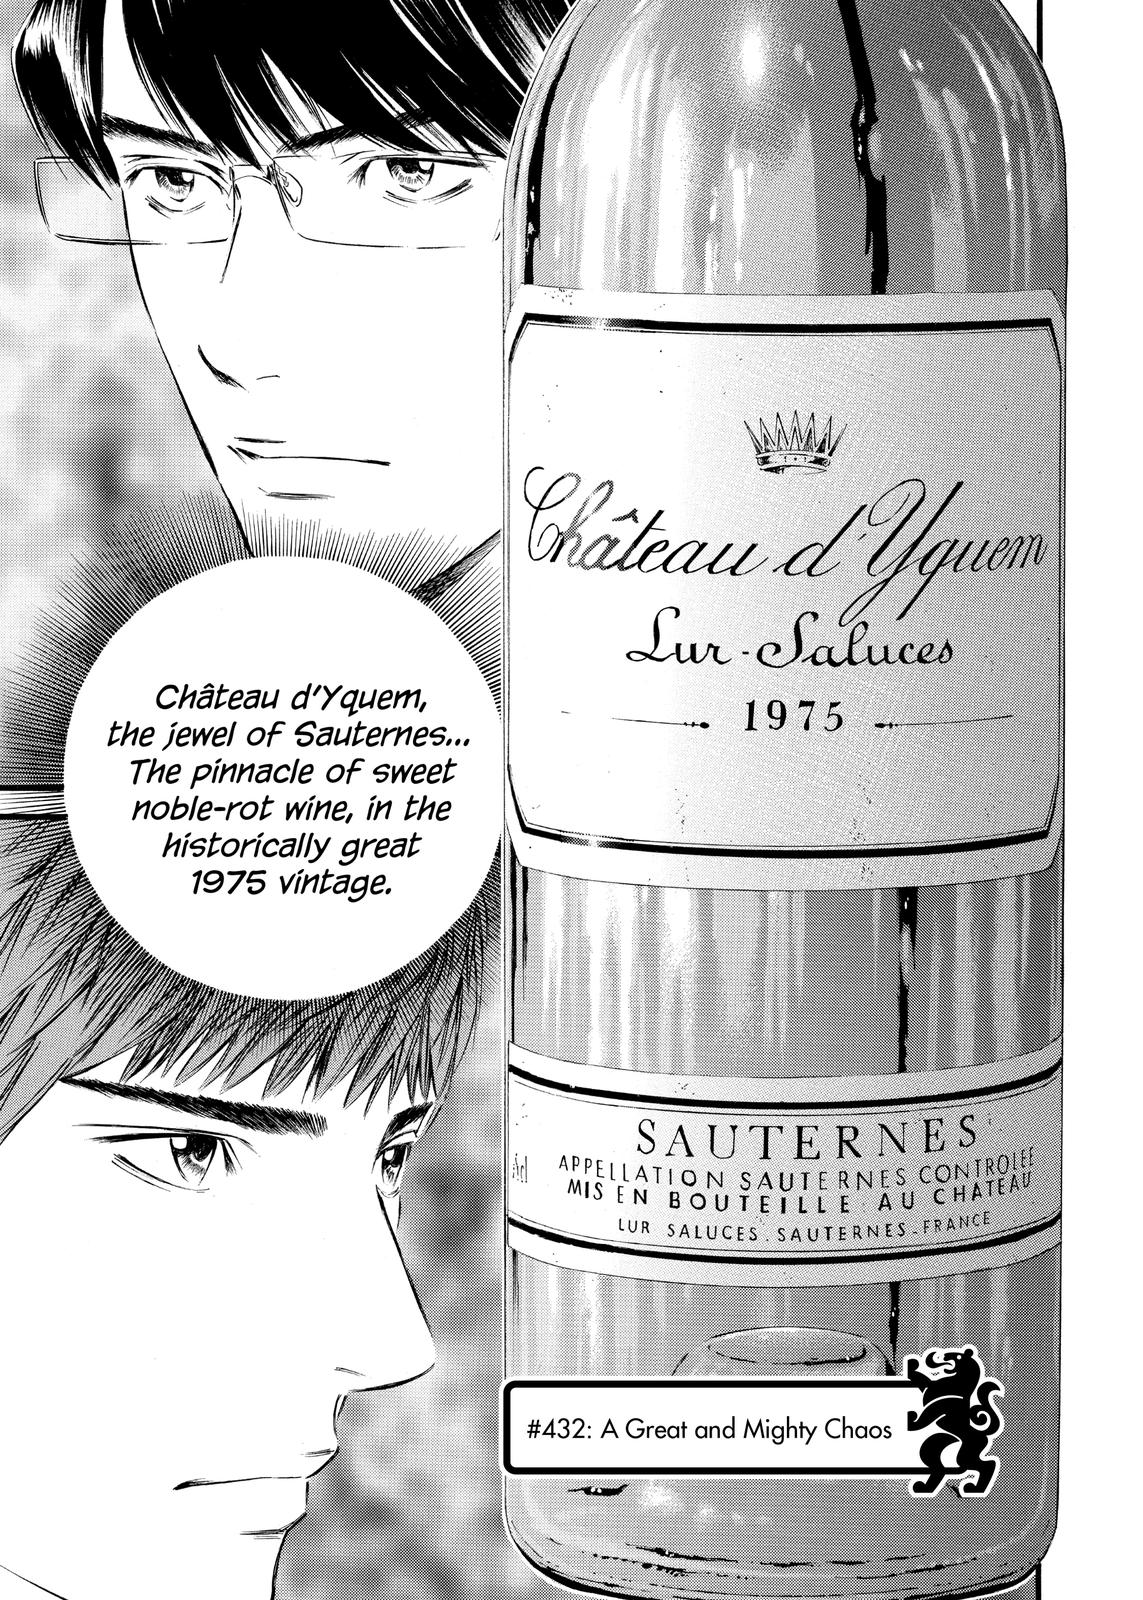 Château d'Yquem
Lur-Saluces
1975
Château d'Yquem,
the jewel of Sauternes...
The pinnacle of sweet
noble-rot wine, in the
historically great
1975 vintage.
SAUTERNES
APPELLATION SAUTERNES CONTROLÉE
MIS EN BOUTEILLE AU CHATEAU
LUR SALUCES.SAUTERNES-FRANCE
#432: A Great and Mighty Chaos